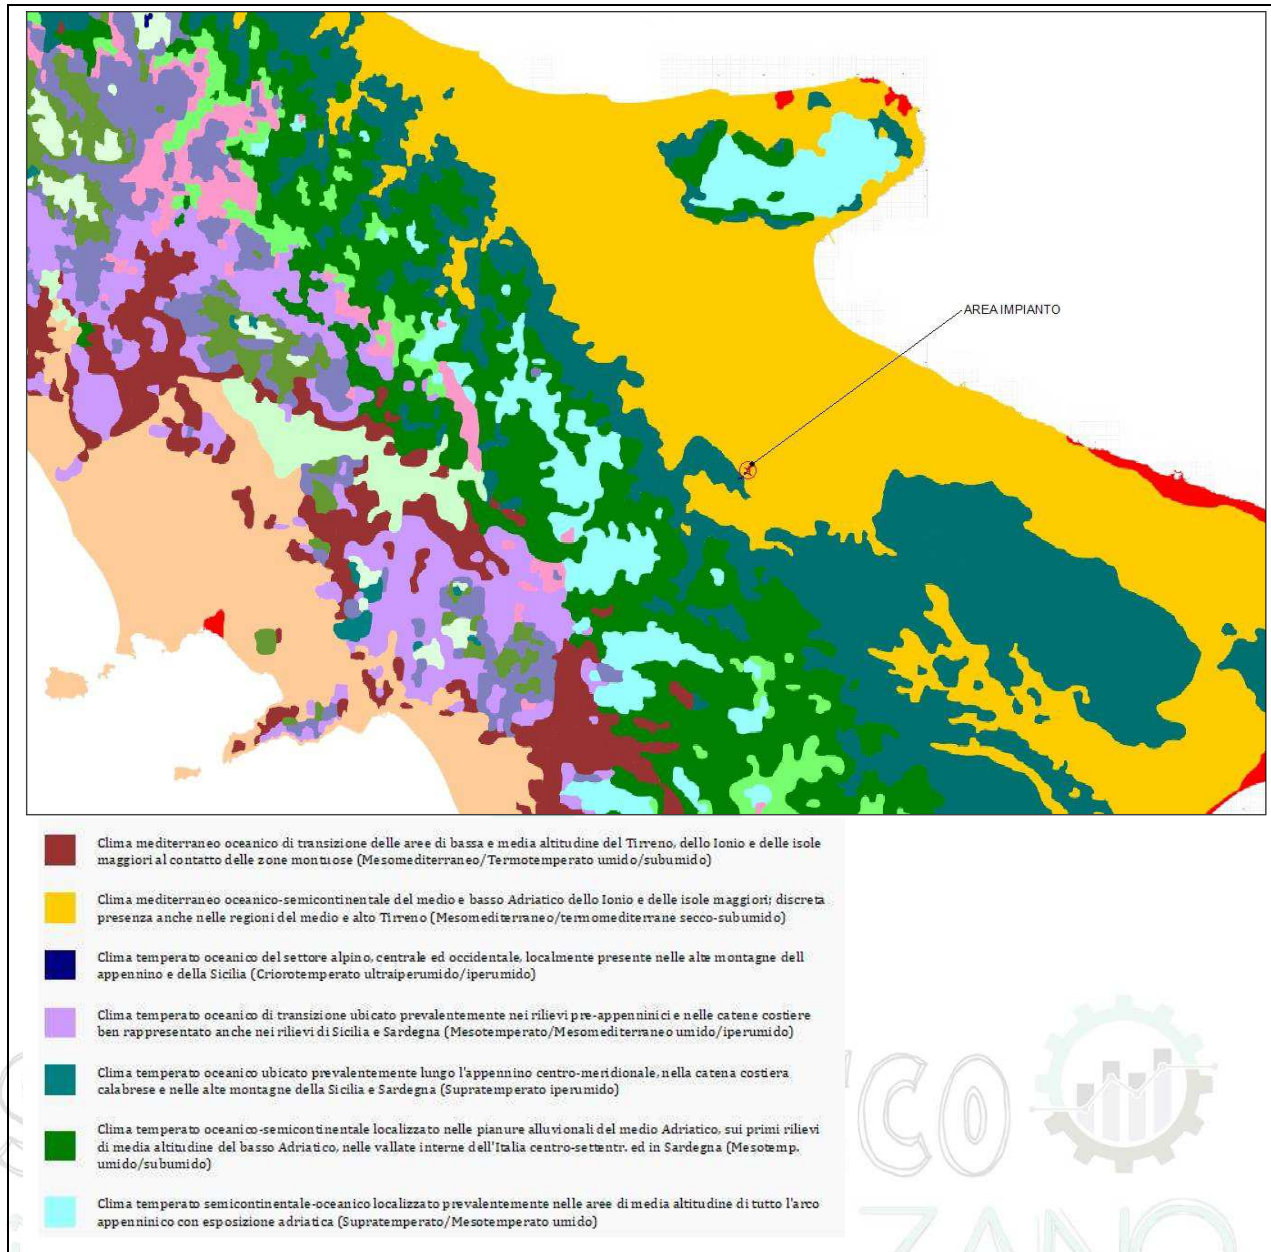 AREA IMPIANTO
Clima mediterraneo oceanico di transizione delle aree di bassa e media altitudine del Tirreno, dello Ionio e delle isole
maggiori al contatto delle zone montuose (Mesomediterraneo/Termotemperato umido/subumido)
Clima mediterraneo oceanico-semicontinentale del medio e basso Adriatico dello Ionio e delle isole maggiori; discreta
presenza anche nelle regioni del medio e alto Tirreno (Mesomediterraneo/termomediterrane secco-subumido)
Clima temperato oceanico del settore alpino, centrale ed occidentale, localmente presente nelle alte montagne dell
appennino e della Sicilia (Criorotemperato ultraiperumido/iperumido)
Clima temperato oceanico di transizione ubicato prevalentemente nei rilievi pre-appenninici e nelle catene costiere
ben rappresentato anche nei rilievi di Sicilia e Sardegna (Mesotemperato/Mesomediterraneo umido/iperumido)
Clima temperato oceanico ubicato prevalentemente lungo l'appennino centro-meridionale, nella catena costiera
calabrese e nelle alte montagne della Sicilia e Sardegna (Supratemperato iperumido)
Clima temperato oceanico-semicontinentale localizzato nelle pianure alluvionali del medio Adriatico, sui primi rilievi
di media altitudine del basso Adriatico, nelle vallate interne dell'Italia centro-settentr. ed in Sardegna (Mesotemp.
umido/subumido)
Clima temperato semicontinentale-oceanico localizzato prevalentemente nelle aree di media altitudine di tutto l'arco
appenninico con esposizione adriatica (Supratemperato/Mesotemperato umido)